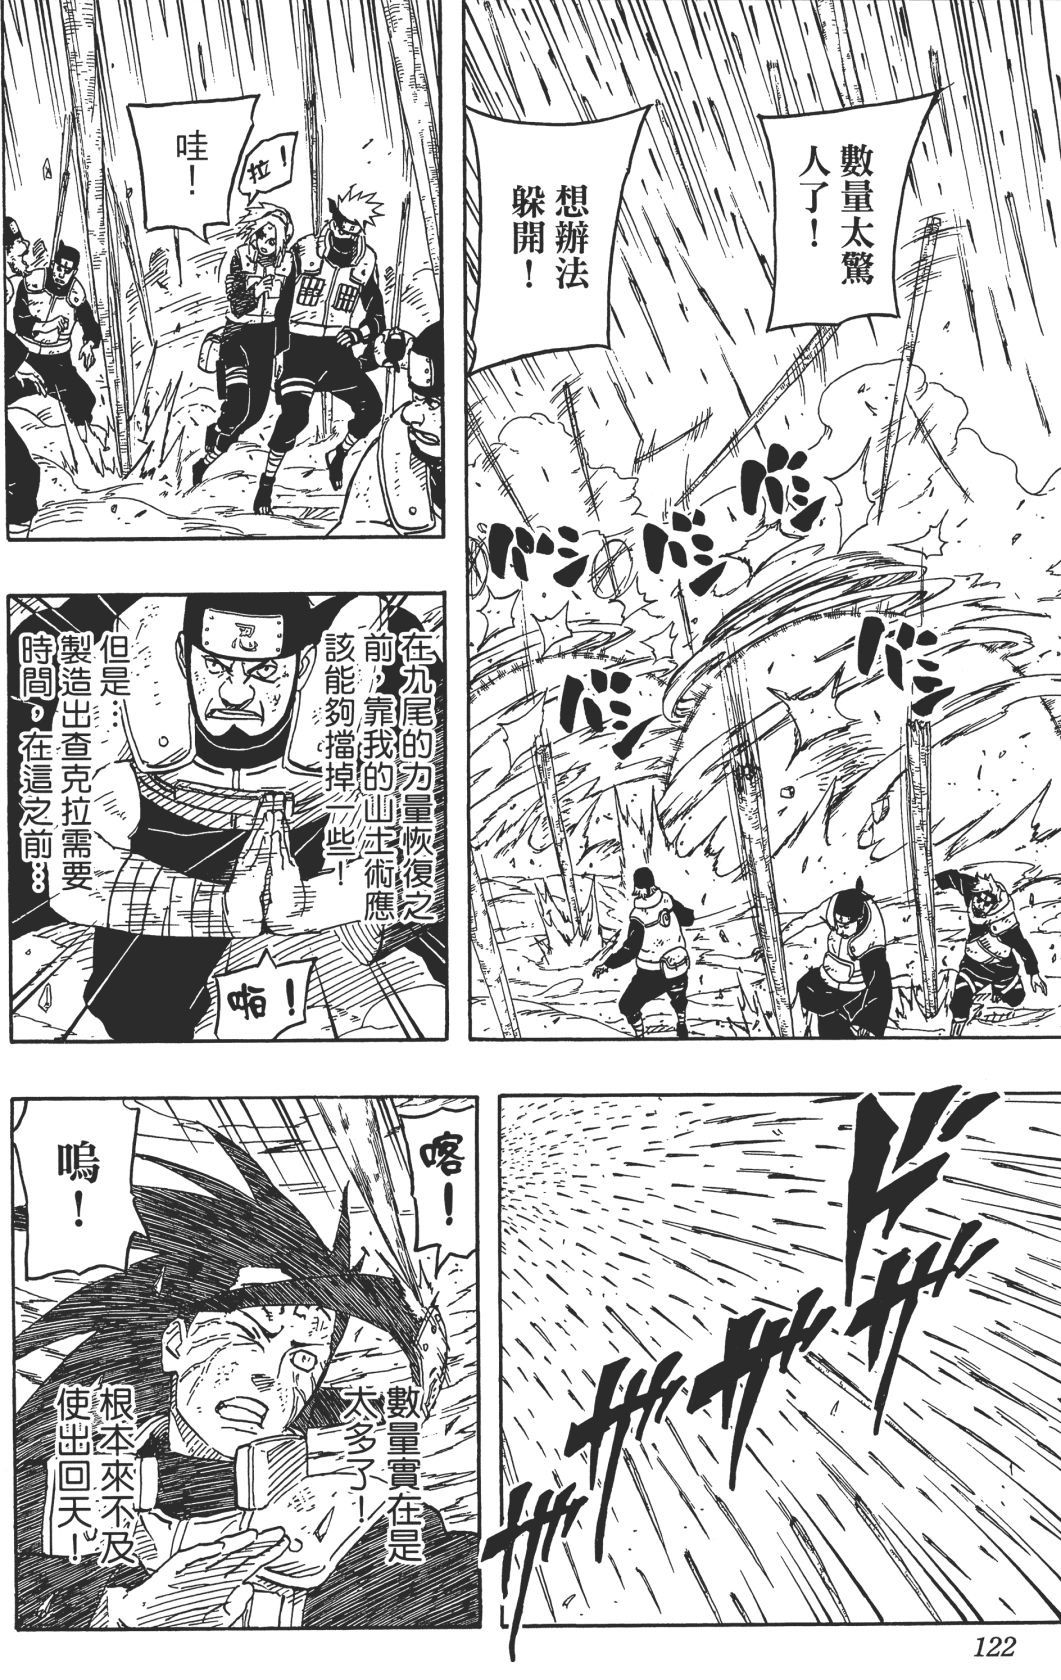 數量太驚
人了！
想辦法
躲開！
バシ
バシ
バシ
バシ
バシ
拉！
哇！
在九尾的力量恢復之
前，靠我的山土術應
該能夠擋掉一些！
但是…
製造出查克拉需要
時間，在這之前…
啪！
ドドドドド
喀！
嗚！
數量實在是
太多了！
根本來不及
使出回天！
122